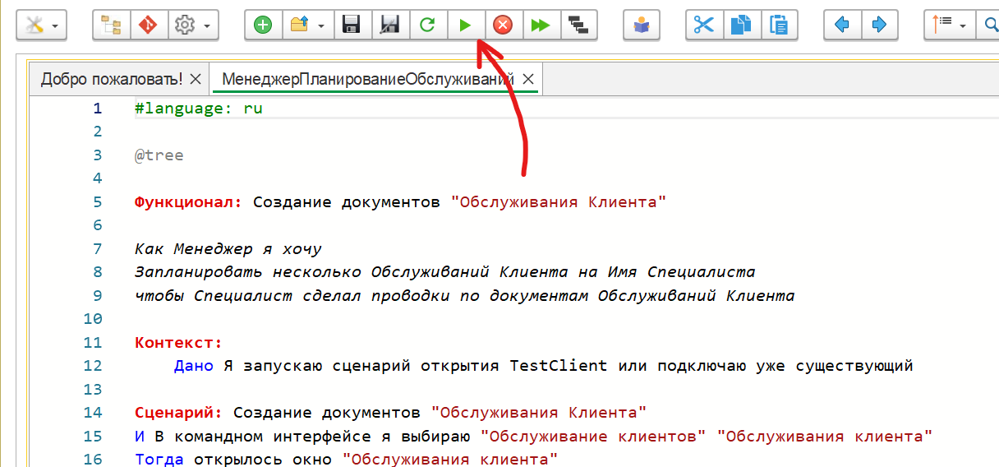 Добро пожаловать! МенеджерПланированиеОбслуживаний
1 #language: ru
2
3 @tree
4
5 Функционал: Создание документов "Обслуживания Клиента"
6
7 Как Менеджер я хочу
8 Запланировать несколько Обслуживаний Клиента на Имя Специалиста
9 чтобы Специалист сделал проводки по документам Обслуживаний Клиента
10
11 Контекст:
12 Дано Я запускаю сценарий открытия TestClient или подключаю уже существующий
13
14 Сценарий: Создание документов "Обслуживания Клиента"
15 И В командном интерфейсе я выбираю "Обслуживание клиентов" "Обслуживания клиента"
16 Тогда открылось окно "Обслуживания клиента"